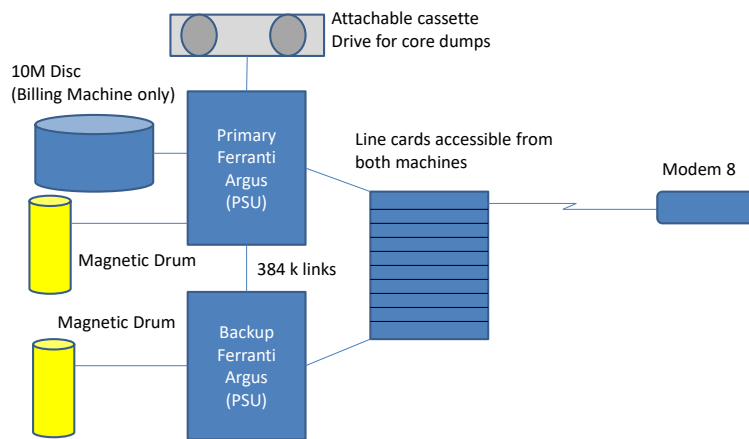 Attachable cassette
Drive for core dumps
10M Disc
(Billing Machine only)
Primary
Ferranti
Argus
(PSU)
Line cards accessible from
both machines
Modem 8
Magnetic Drum
384 k links
Magnetic Drum
Backup
Ferranti
Argus
(PSU)